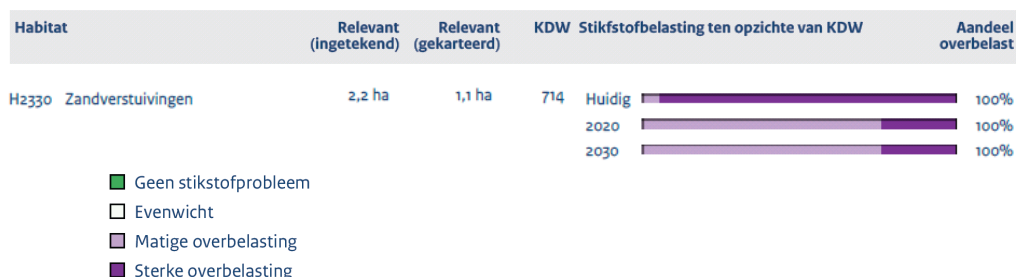 Habitat Relevant Relevant KDW Stikfstofbelasting ten opzichte van KDW Aandeel
(ingetekend) (gekarteerd) overbelast
H2330 Zandverstuivingen 2,2 ha 1,1 ha 714 Huidig 100%
2020 100%
2030 100%
Geen stikstofprobleem
Evenwicht
Matige overbelasting
Sterke overbelasting